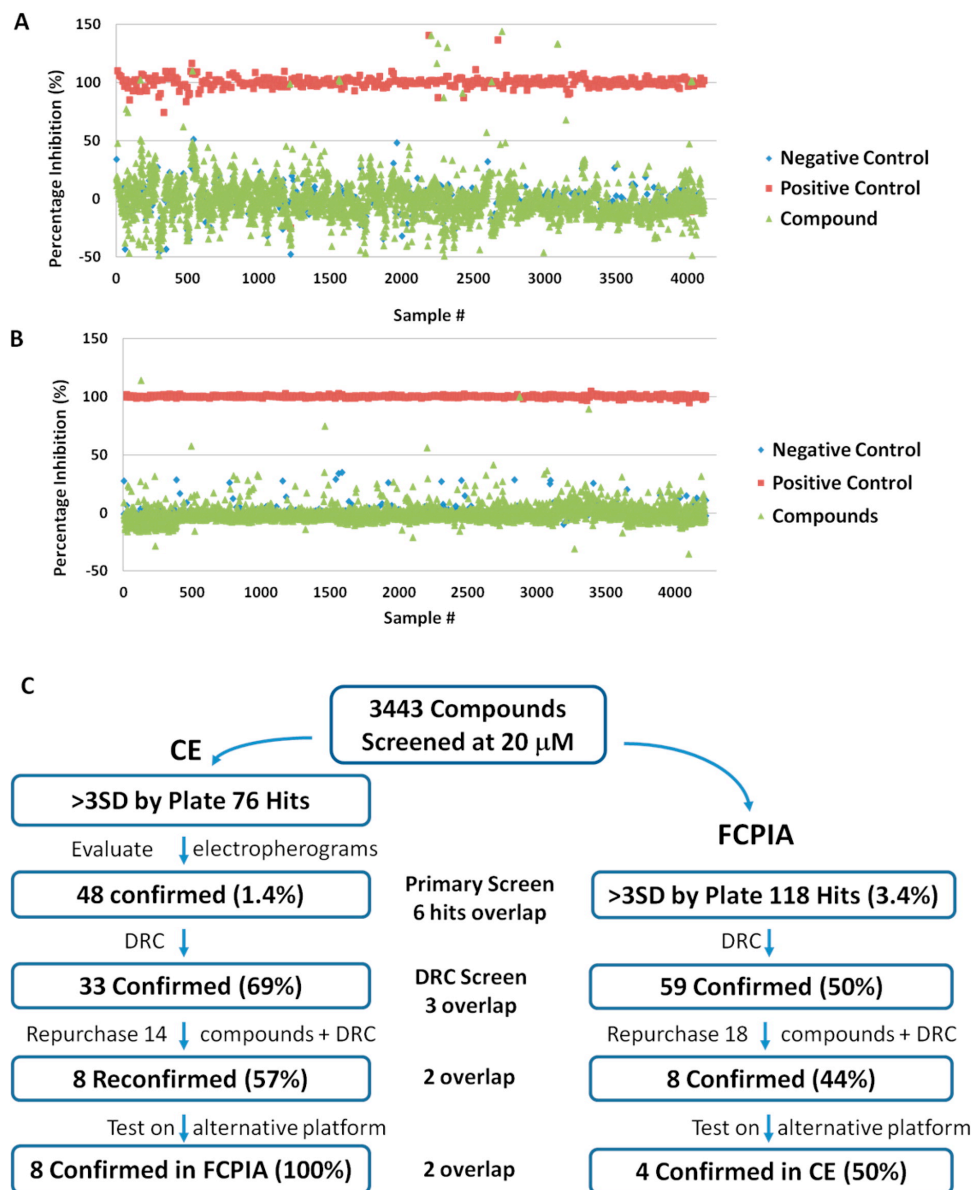 A
150
100
50
0
-50
Percentage Inhibition (%)
0 500 1000 1500 2000 2500 3000 3500 4000
Sample #
Negative Control
Positive Control
Compound
B
150
100
50
0
-50
Percentage Inhibition (%)
0 500 1000 1500 2000 2500 3000 3500 4000
Sample #
Negative Control
Positive Control
Compounds
C
3443 Compounds
Screened at 20 μM
CE
>3SD by Plate 76 Hits
Evaluate electropherograms
48 confirmed (1.4%)
DRC
33 Confirmed (69%)
Repurchase 14 compounds + DRC
8 Reconfirmed (57%)
Test on alternative platform
8 Confirmed in FCPIA (100%)
Primary Screen
6 hits overlap
DRC Screen
3 overlap
2 overlap
2 overlap
FCPIA
>3SD by Plate 118 Hits (3.4%)
DRC
59 Confirmed (50%)
Repurchase 18 compounds + DRC
8 Confirmed (44%)
Test on alternative platform
4 Confirmed in CE (50%)